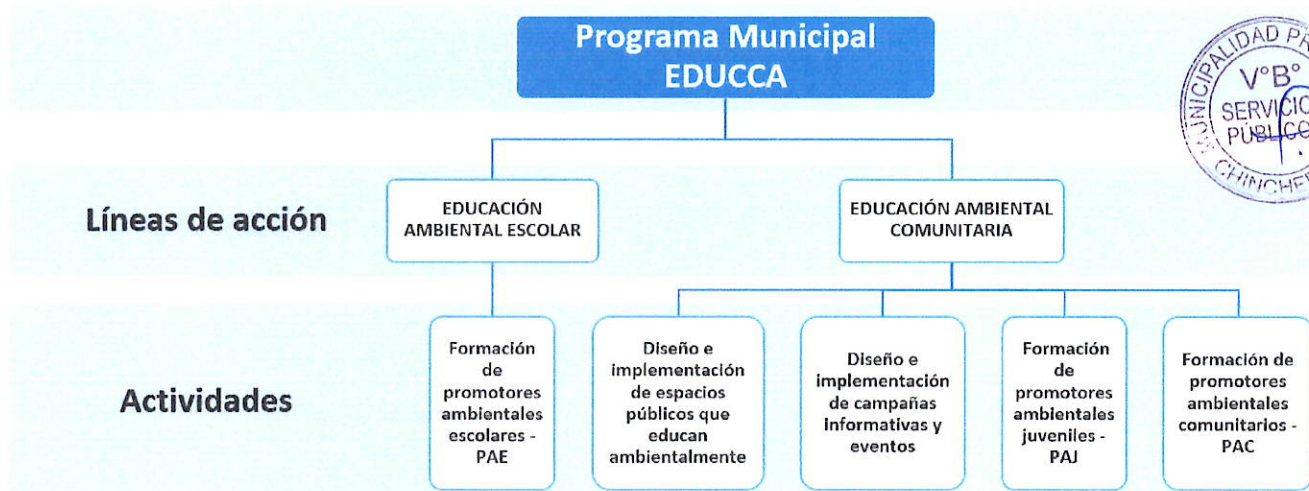 Programa Municipal
EDUCCA
MUNICIPALIDAD
V°B°
CHINCHE
Líneas de acción
EDUCACIÓN
AMBIENTAL ESCOLAR
EDUCACIÓN AMBIENTAL
COMUNITARIA
Actividades
Formación
de
promotores
ambientales
escolares -
PAE
Diseño e
implementación
de espacios
públicos que
educan
ambientalmente
Diseño e
implementación
de campañas
informativas y
eventos
Formación
de
promotores
ambientales
juveniles -
PAJ
Formación de
promotores
ambientales
comunitarios -
PAC